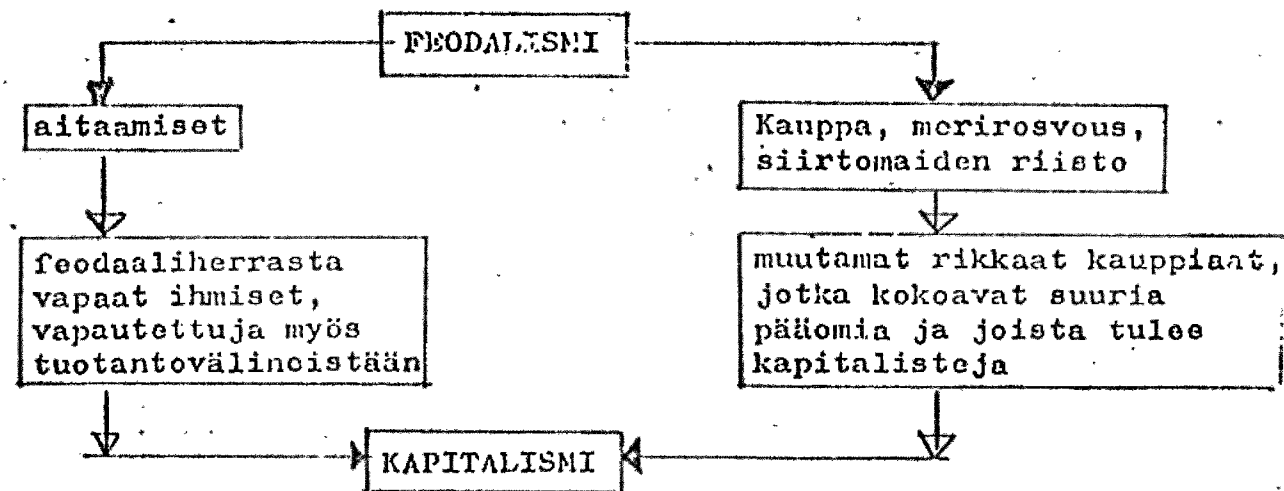 FEODALISMI
aitaamiset
Kauppa, merirosvous,
siirtomaiden riisto
feodaaliherrasta
vapaat ihmiset,
vapautettuja myös
tuotantovälineistään
muutamat rikkaat kauppiaat,
jotka kokoavat suuria
pääomia ja joista tulee
kapitalisteja
KAPITALISMI